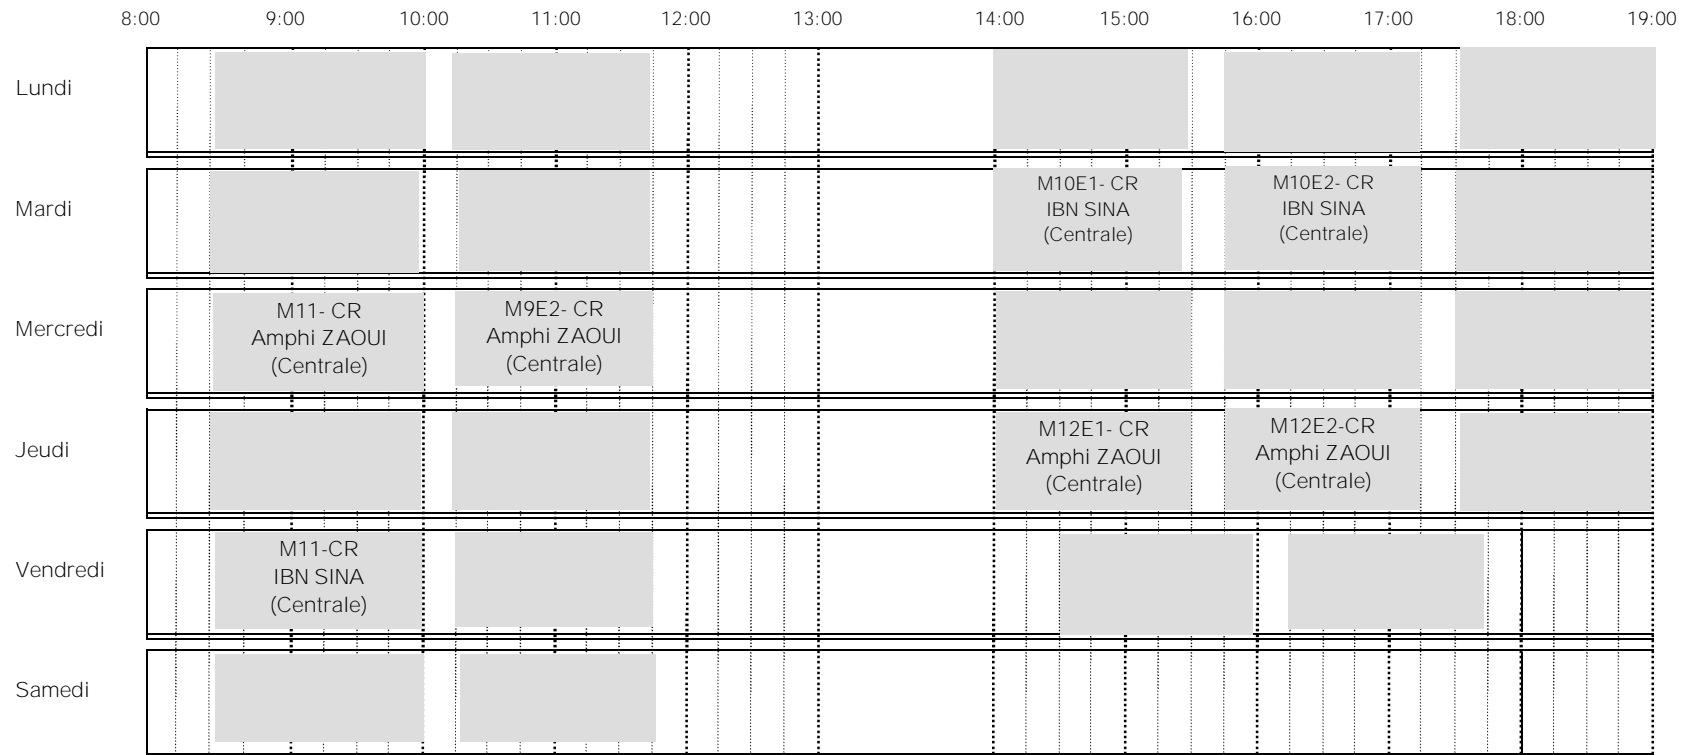 8:00 9:00 10:00 11:00 12:00 13:00 14:00 15:00 16:00 17:00 18:00 19:00
Lundi
Mardi
M10E1- CR
IBN SINA
(Centrale)
M10E2- CR
IBN SINA
(Centrale)
Mercredi
M11- CR
Amphi ZAOUI
(Centrale)
M9E2- CR
Amphi ZAOUI
(Centrale)
Jeudi
M12E1- CR
Amphi ZAOUI
(Centrale)
M12E2-CR
Amphi ZAOUI
(Centrale)
Vendredi
M11-CR
IBN SINA
(Centrale)
Samedi